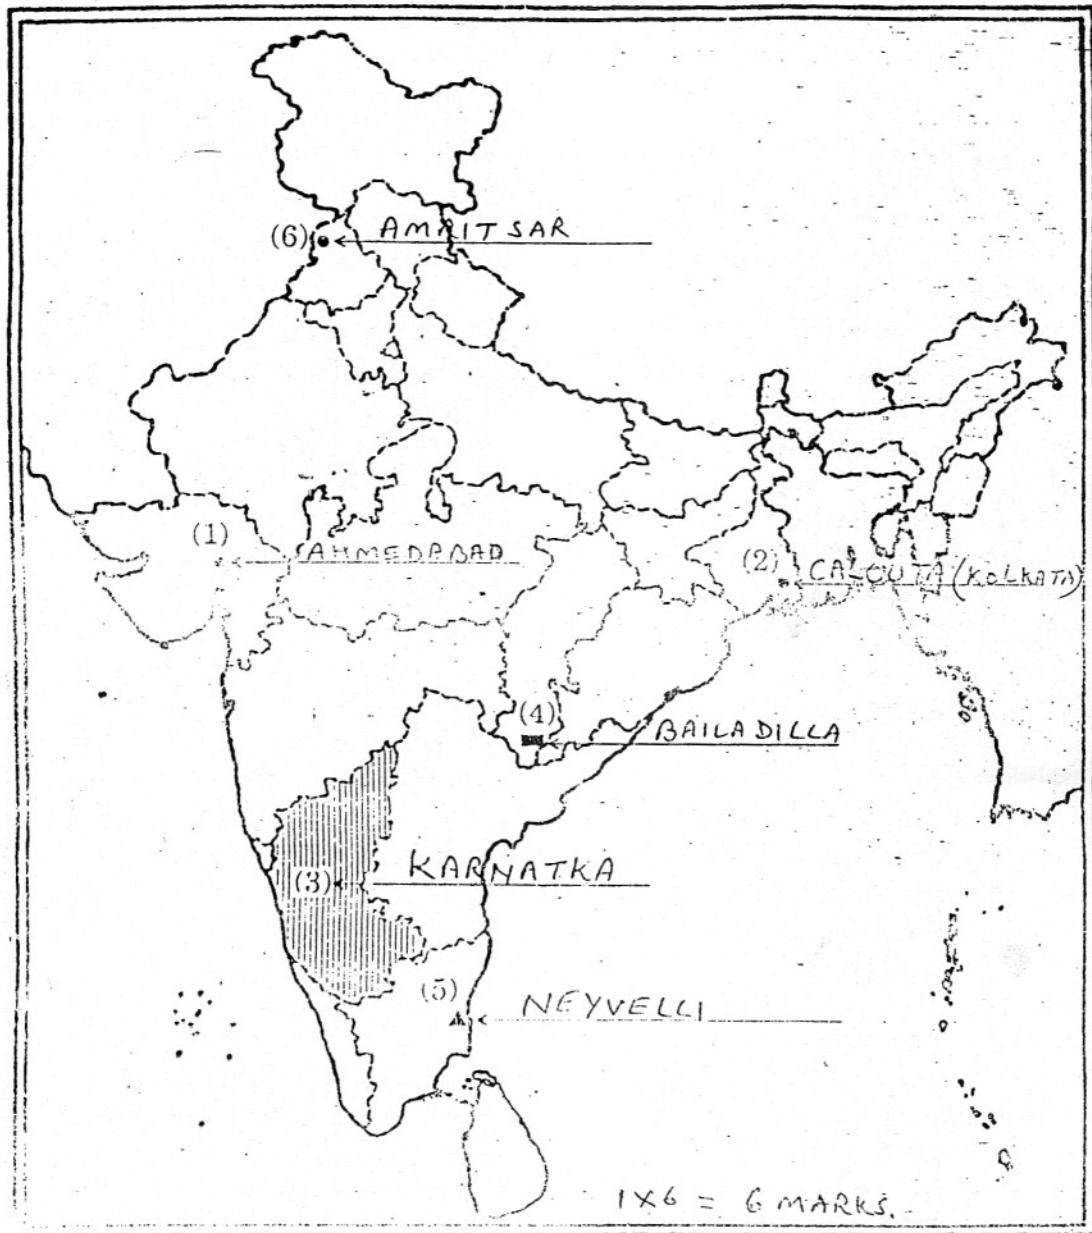 (6) AMRITSAR
(1)
AHMEDABAD
(2)
CALCUTA (KOLKATA)
(4)
BAILADILLA
(3) KARNATKA
(5)
NEYVELLI
1X6 = 6 MARKS.